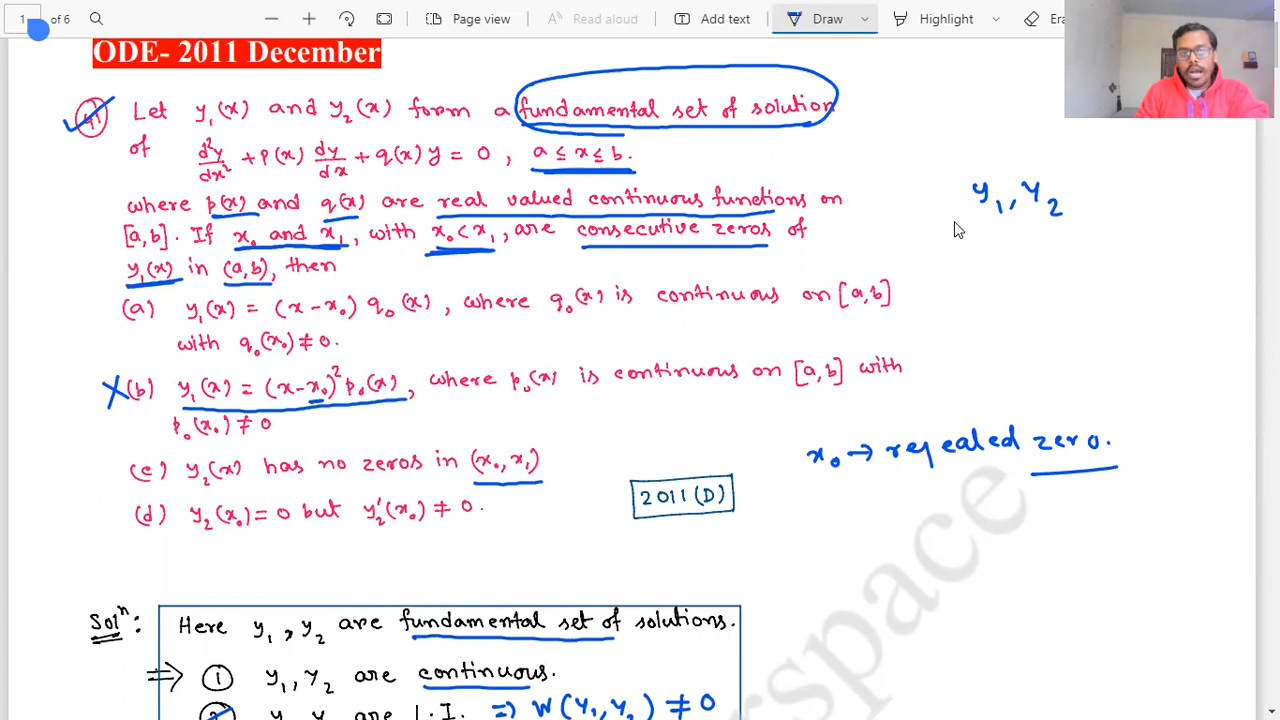 1 of 6
Page view
Read aloud
Add text
Draw
Highlight
ODE- 2011 December
Let y₁(x) and y₂(x) form a fundamental set of solution
of d²y/dx² + p(x) dy/dx + q(x) y = 0 , a ≤ x ≤ b.
where p(x) and q(x) are real valued continuous functions on
[a,b]. If x₀ and x₁, with x₀ < x₁, are consecutive zeros of
y₁(x) in (a,b), then
(a) y₁(x) = (x-x₀) q₀(x), where q₀(x) is continuous on [a,b]
with q₀(x₀) ≠ 0.
X (b) y₁(x) = (x-x₀)² p₀(x), where p₀(x) is continuous on [a,b] with
p₀(x₀) ≠ 0
(c) y₂(x) has no zeros in (x₀, x₁)
(d) y₂(x₀) = 0 but y₂'(x₀) ≠ 0.
2011 (D)
y₁, y₂
x₀ → repealed zero.
Solⁿ: Here y₁, y₂ are fundamental set of solutions.
⇒ ① y₁, y₂ are continuous.
L.I. ⇒ W(y₁, y₂) ≠ 0